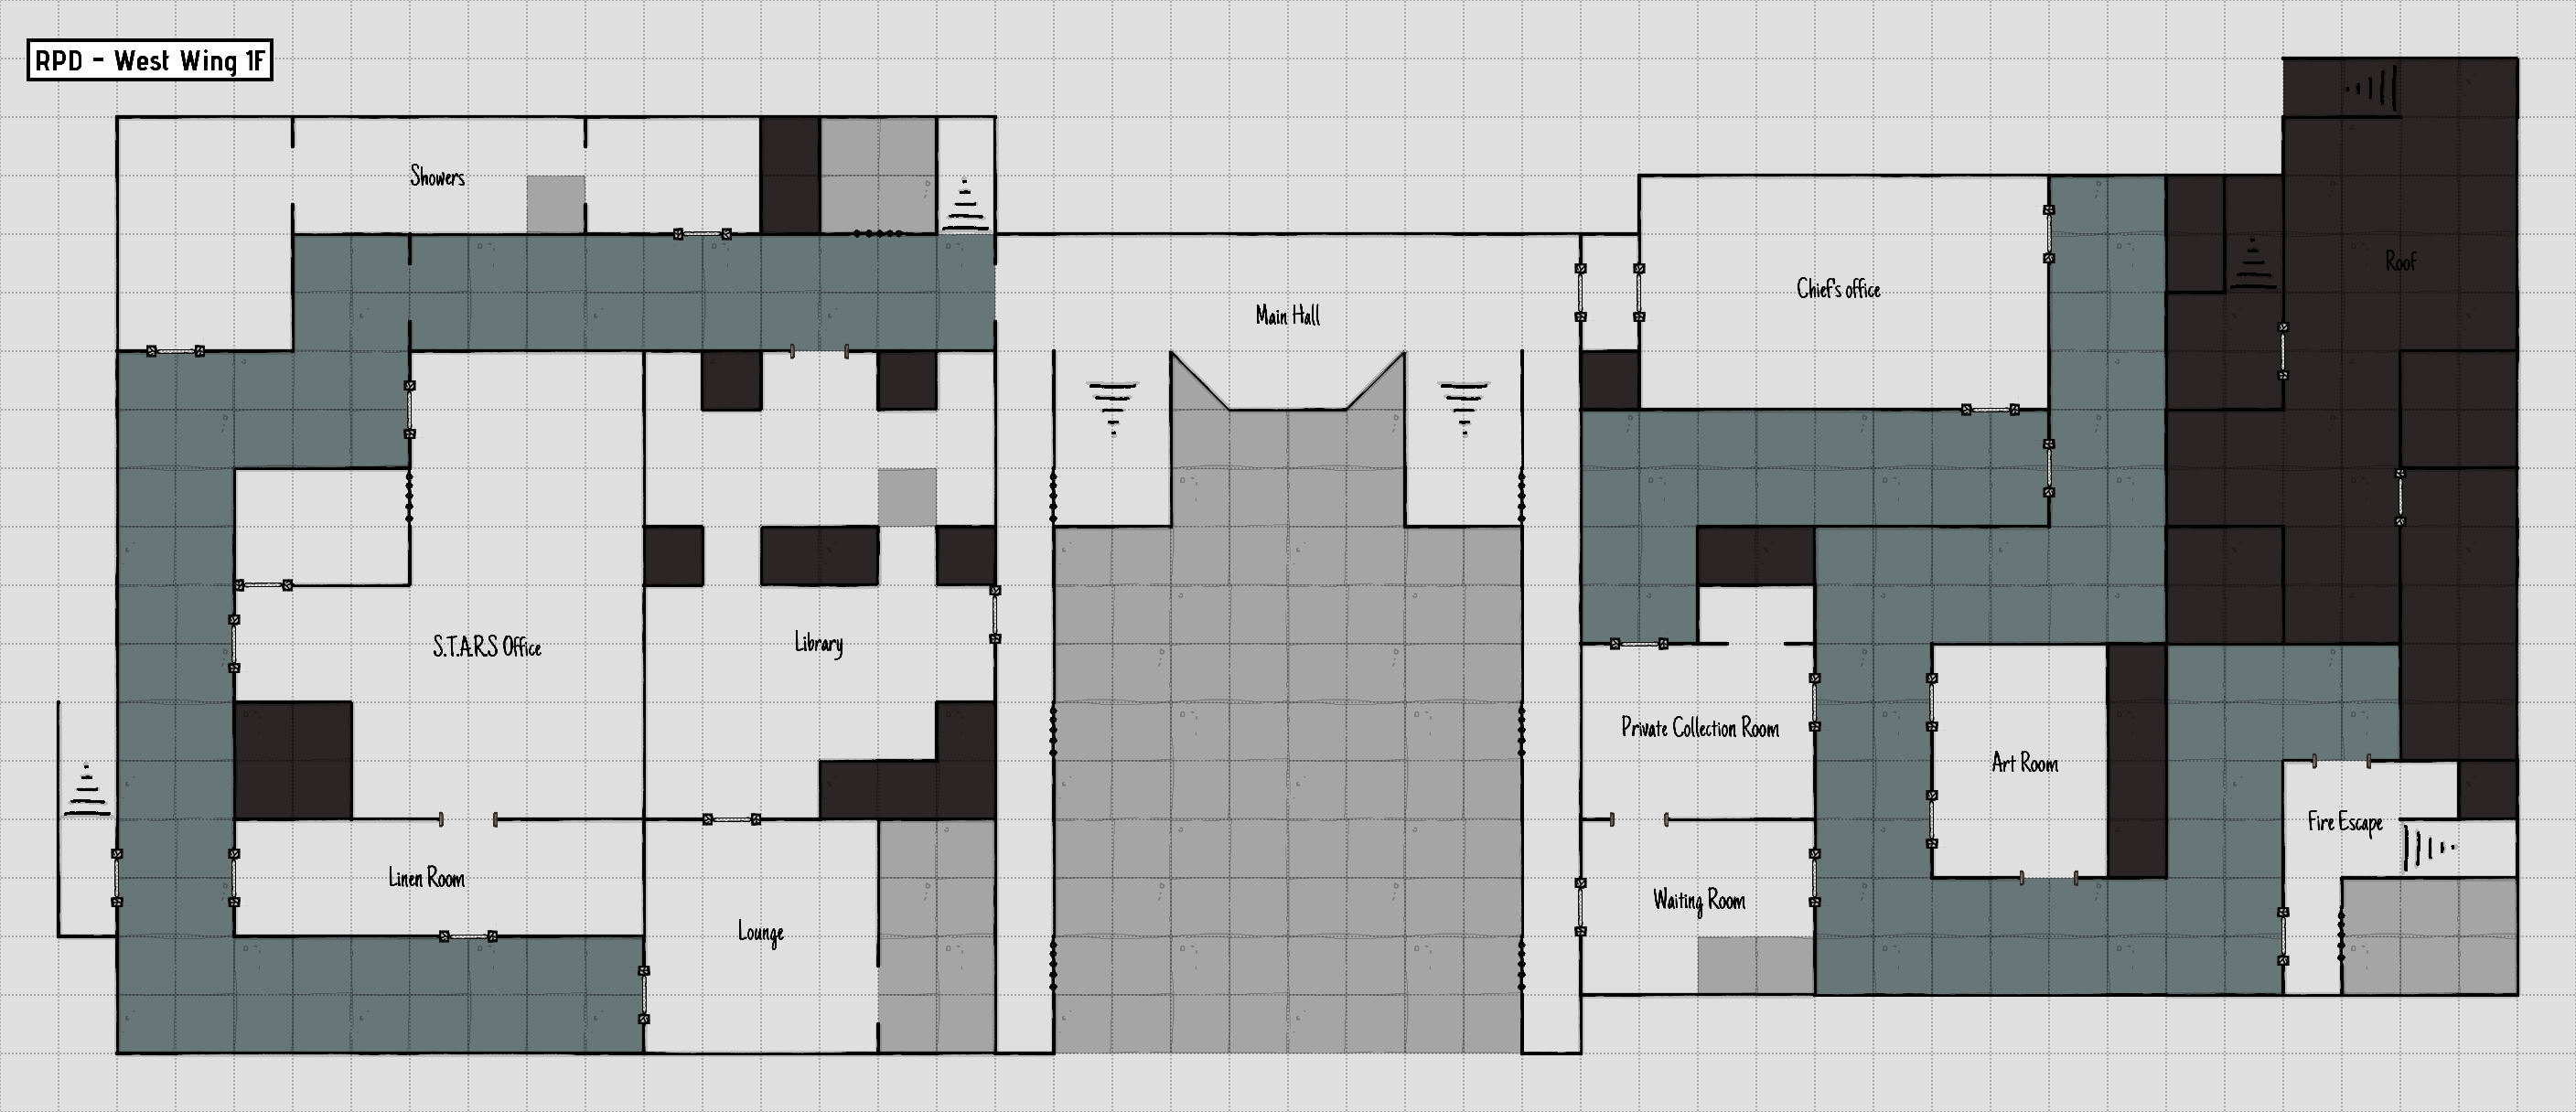 RPD - West Wing 1F
Showers
Main Hall
Chief's office
Roof
S.T.A.R.S Office
Library
Private Collection Room
Art Room
Fire Escape
Linen Room
Lounge
Waiting Room